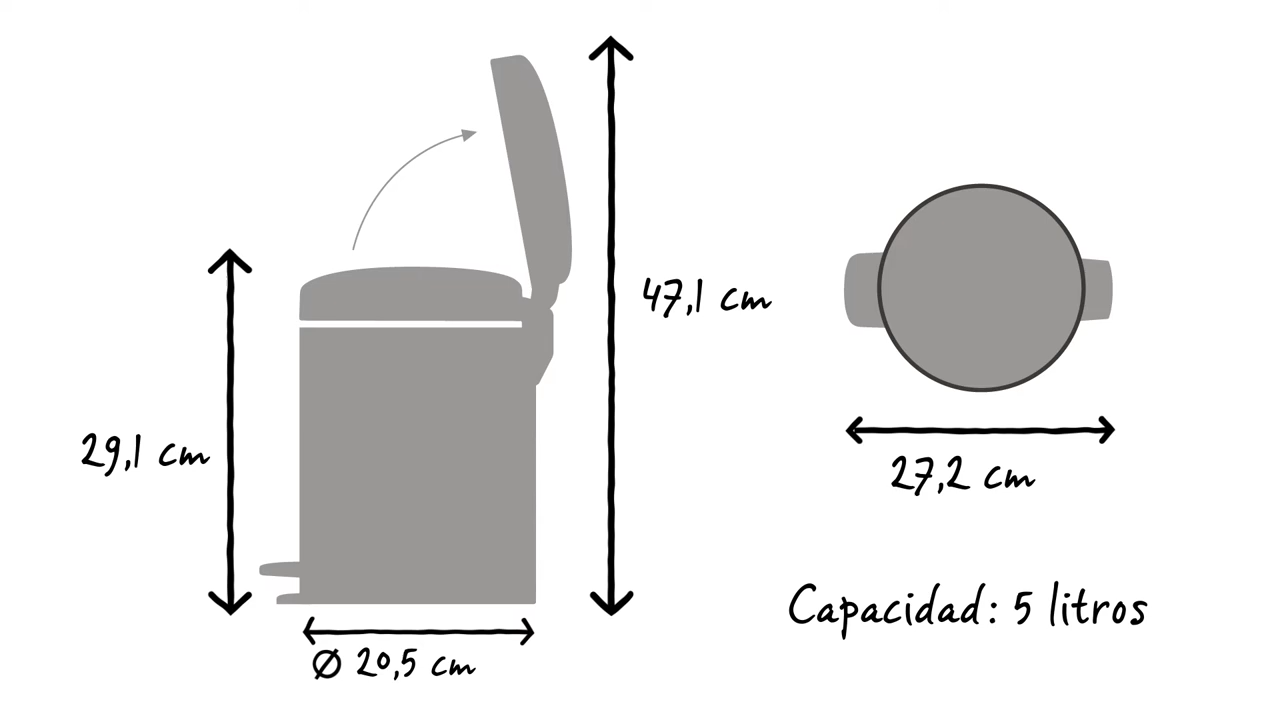 47,1 cm
29,1 cm
27,2 cm
Capacidad: 5 litros
Ø 20,5 cm